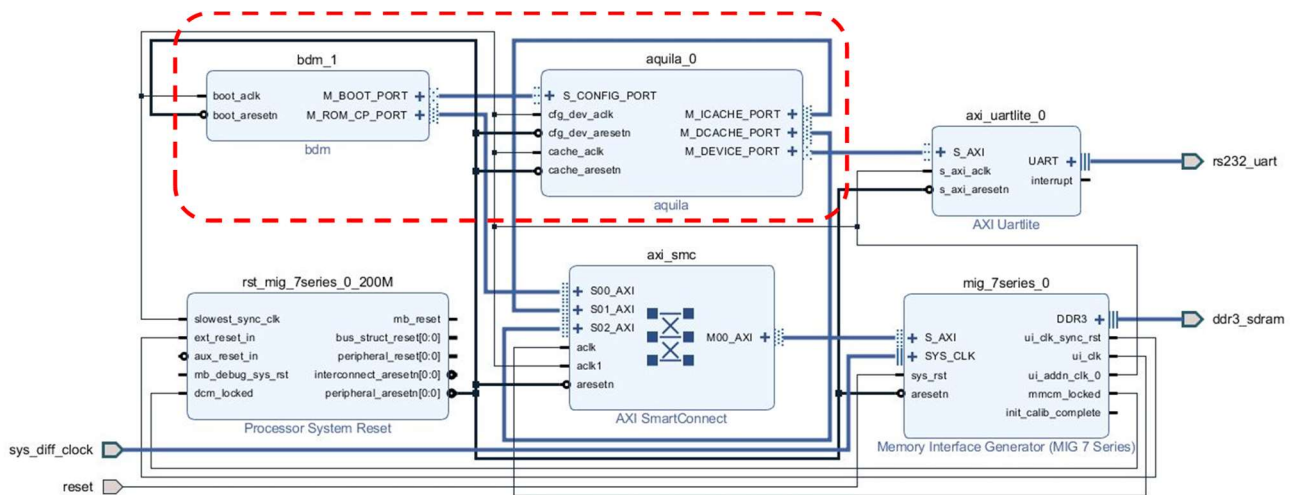 bdm_1
boot_aclk
boot_aresetn
M_BOOT_PORT
M_ROM_CP_PORT
bdm
aquila_0
S_CONFIG_PORT
cfg_dev_aclk
cfg_dev_aresetn
cache_aclk
cache_aresetn
M_ICACHE_PORT
M_DCACHE_PORT
M_DEVICE_PORT
aquila
axi_uartlite_0
S_AXI
s_axi_aclk
s_axi_aresetn
UART
interrupt
AXI Uartlite
rs232_uart
rst_mig_7series_0_200M
slowest_sync_clk
ext_reset_in
aux_reset_in
mb_debug_sys_rst
dcm_locked
mb_reset
bus_struct_reset[0:0]
peripheral_reset[0:0]
interconnect_aresetn[0:0]
peripheral_aresetn[0:0]
Processor System Reset
axi_smc
S00_AXI
S01_AXI
S02_AXI
aclk
aclk1
aresetn
M00_AXI
AXI SmartConnect
mig_7series_0
S_AXI
SYS_CLK
sys_rst
aresetn
DDR3
ui_clk_sync_rst
ui_clk
ui_addn_clk_0
mmcm_locked
init_calib_complete
Memory Interface Generator (MIG 7 Series)
ddr3_sdram
sys_diff_clock
reset